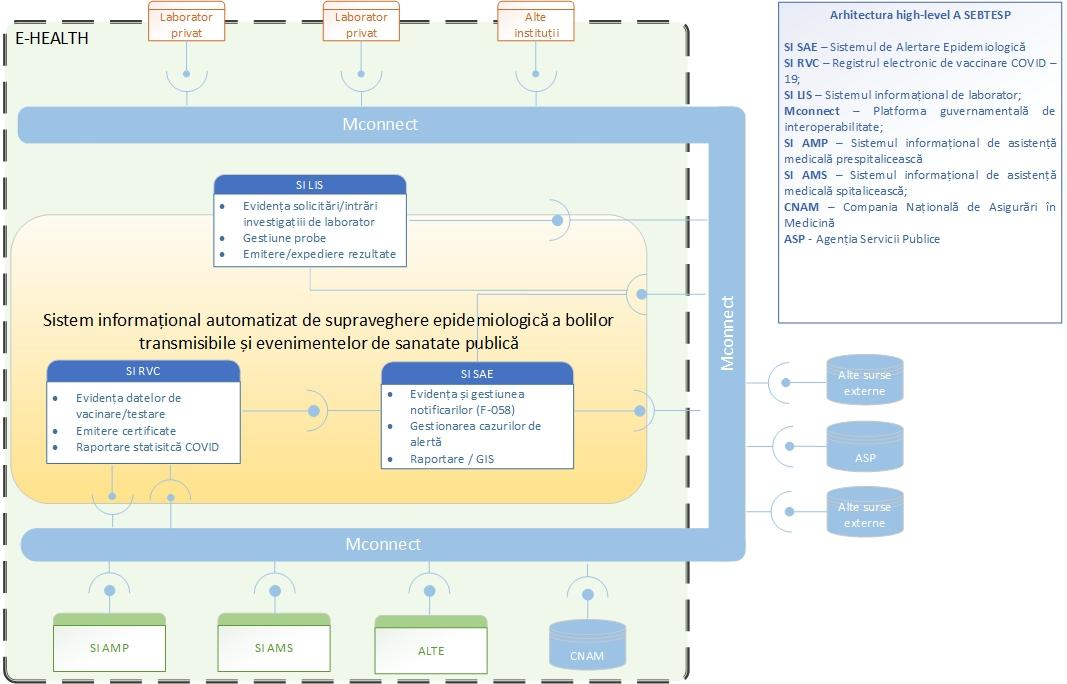 E-HEALTH
Laborator
privat
Laborator
privat
Alte
instituții
Mconnect
SI LIS
Evidența solicitări/intrări
investigațiii de laborator
Gestiune probe
Emitere/expediere rezultate
Sistem informațional automatizat de supraveghere epidemiologică a bolilor
transmisibile și evenimentelor de sanatate publică
SI RVC
Evidența datelor de
vacinare/testare
Emitere certificate
Raportare statisitcă COVID
SI SAE
Evidența și gestiunea
notificarilor (F-058)
Gestionarea cazurilor de
alertă
Raportare / GIS
Mconnect
Mconnect
SI AMP
SI AMS
ALTE
CNAM
Alte surse
externe
ASP
Alte surse
externe
Arhitectura high-level A SEBTESP
SI SAE – Sistemul de Alertare Epidemiologică
SI RVC – Registrul electronic de vaccinare COVID –
19;
SI LIS – Sistemul informațional de laborator;
Mconnect – Platforma guvernamentală de
interoperabilitate;
SI AMP – Sistemul informațional de asistență
medicală prespitalicească
SI AMS – Sistemul informațional de asistență
medicală spitalicească;
CNAM – Compania Națională de Asigurări în
Medicină
ASP - Agenția Servicii Publice